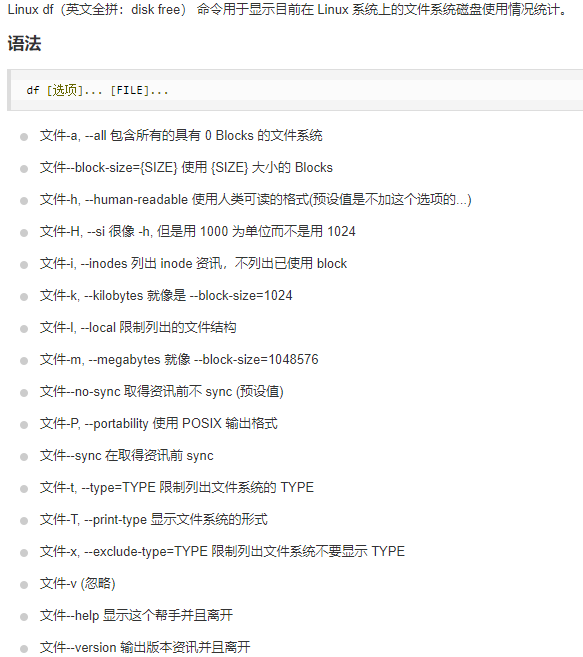 Linux df（英文全拼：disk free） 命令用于显示目前在 Linux 系统上的文件系统磁盘使用情况统计。
语法
df [选项]... [FILE]...
文件-a, --all 包含所有的具有 0 Blocks 的文件系统
文件--block-size={SIZE} 使用 {SIZE} 大小的 Blocks
文件-h, --human-readable 使用人类可读的格式(预设值是不加这个选项的...)
文件-H, --si 很像 -h, 但是用 1000 为单位而不是用 1024
文件-i, --inodes 列出 inode 资讯，不列出已使用 block
文件-k, --kilobytes 就像是 --block-size=1024
文件-l, --local 限制列出的文件结构
文件-m, --megabytes 就像 --block-size=1048576
文件--no-sync 取得资讯前不 sync (预设值)
文件-P, --portability 使用 POSIX 输出格式
文件--sync 在取得资讯前 sync
文件-t, --type=TYPE 限制列出文件系统的 TYPE
文件-T, --print-type 显示文件系统的形式
文件-x, --exclude-type=TYPE 限制列出文件系统不要显示 TYPE
文件-v (忽略)
文件--help 显示这个帮手并且离开
文件--version 输出版本资讯并且离开